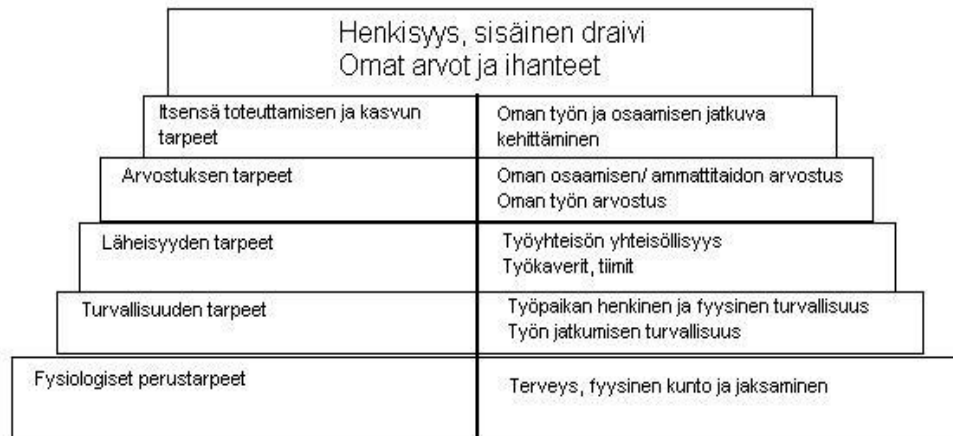 Henkisyys, sisäinen draivi
Omat arvot ja ihanteet
Itsensä toteuttamisen ja kasvun
tarpeet
Oman työn ja osaamisen jatkuva
kehittäminen
Arvostuksen tarpeet
Oman osaamisen/ ammattitaidon arvostus
Oman työn arvostus
Läheisyyden tarpeet
Työyhteisön yhteisöllisyys
Työkaverit, tiimit
Turvallisuuden tarpeet
Työpaikan henkinen ja fyysinen turvallisuus
Työn jatkumisen turvallisuus
Fysiologiset perustarpeet
Terveys, fyysinen kunto ja jaksaminen